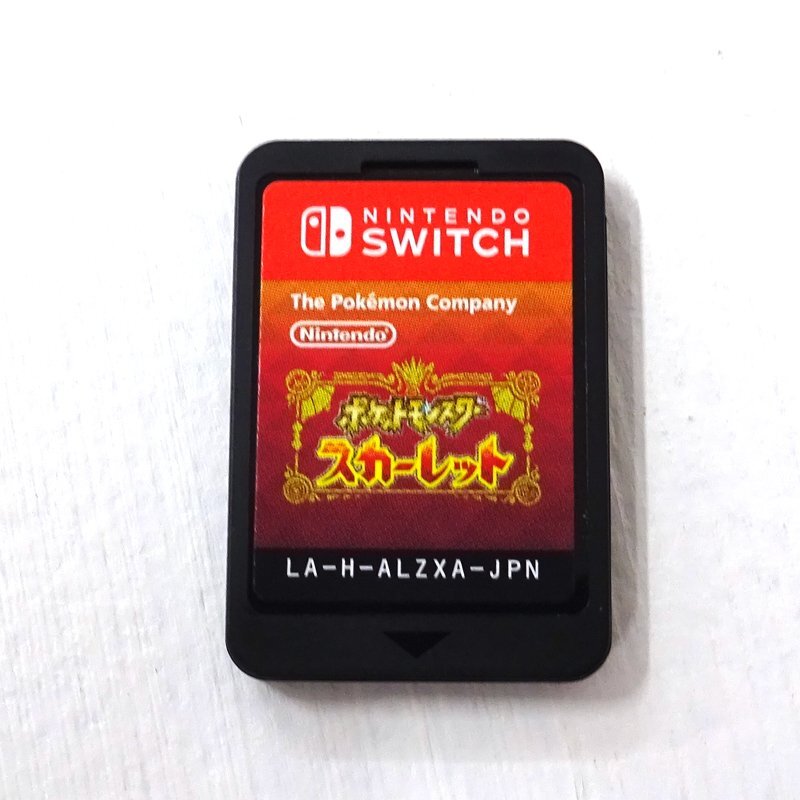 NINTENDO
SWITCH
The Pokémon Company
Nintendo
ポケットモンスター
スカーレット
LA-H-ALZXA-JPN